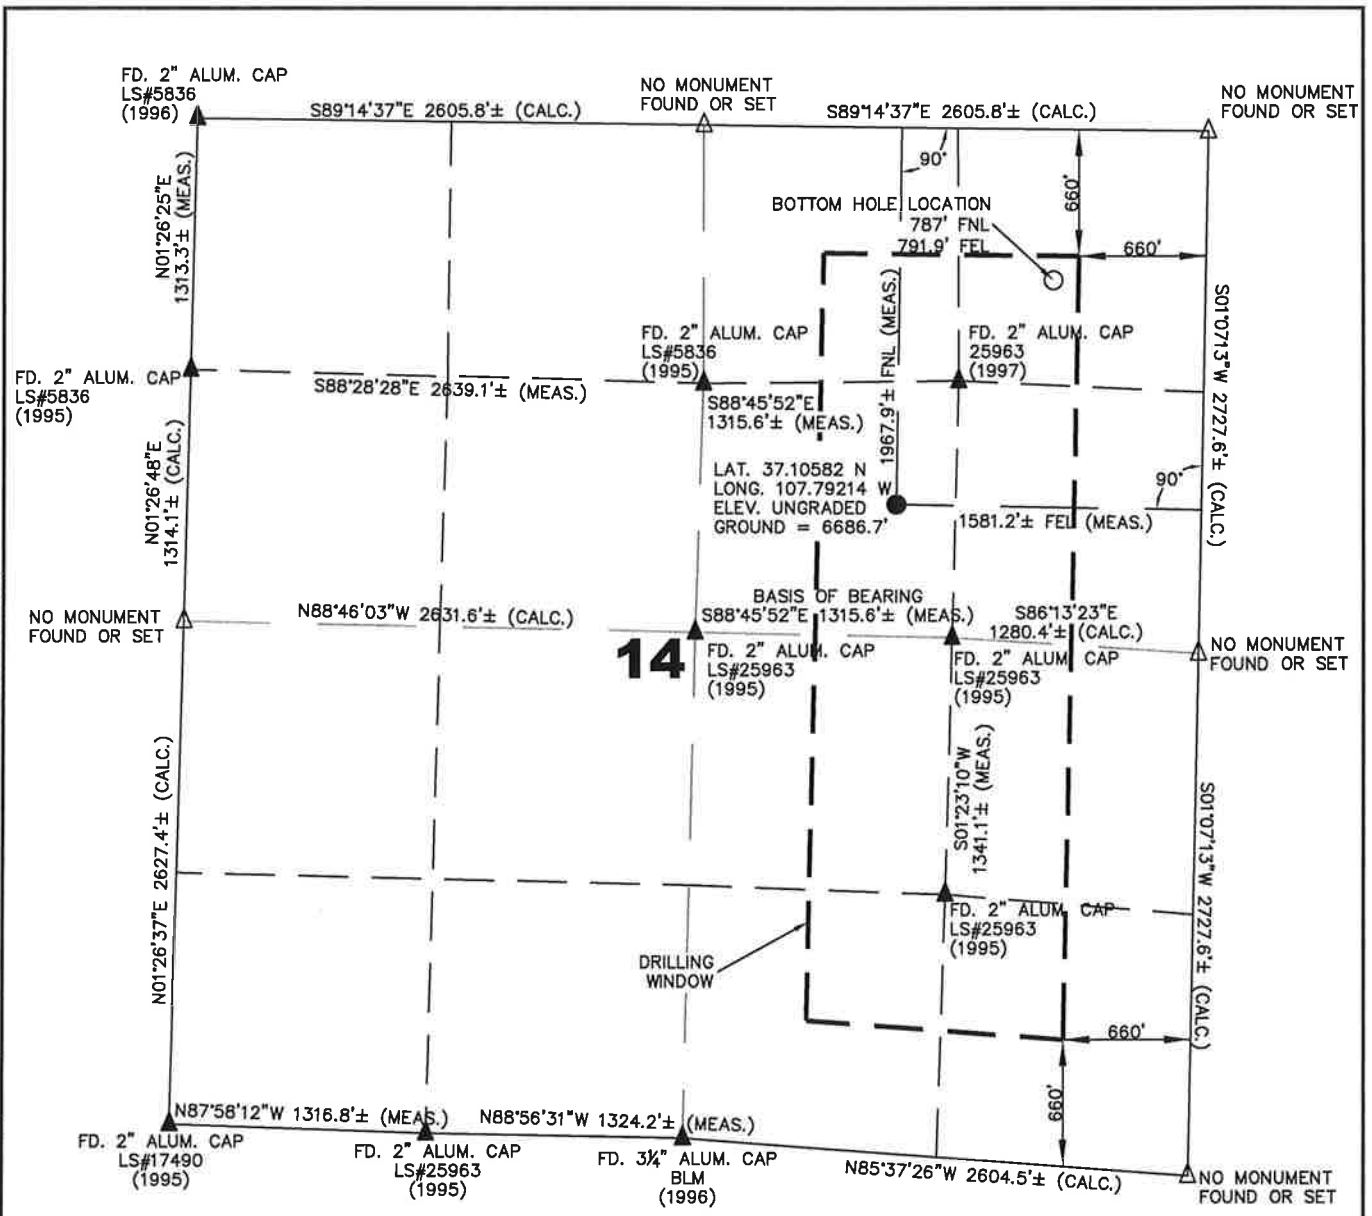 FD. 2" ALUM. CAP
LS#5836
(1996)
S89°14'37"E 2605.8'± (CALC.)
NO MONUMENT
FOUND OR SET
S89°14'37"E 2605.8'± (CALC.)
NO MONUMENT
FOUND OR SET
90°
660'
N01°26'25"E
1313.3'± (MEAS.)
BOTTOM HOLE LOCATION
787' FNL
791.9' FEL
660'
1967.9'± FNL (MEAS.)
S01°07'13"W 2727.6'± (CALC.)
FD. 2" ALUM. CAP
LS#5836
(1995)
FD. 2" ALUM. CAP
25963
(1997)
FD. 2" ALUM. CAP
LS#5836
(1995)
S88°28'28"E 2639.1'± (MEAS.)
S88°45'52"E
1315.6'± (MEAS.)
N01°26'48"E
1314.1'± (CALC.)
LAT. 37.10582 N
LONG. 107.79214 W
ELEV. UNGRADED
GROUND = 6686.7'
90°
1581.2'± FEL (MEAS.)
NO MONUMENT
FOUND OR SET
N88°46'03"W 2631.6'± (CALC.)
BASIS OF BEARING
S88°45'52"E 1315.6'± (MEAS.)
S86°13'23"E
1280.4'± (CALC.)
14
FD. 2" ALUM. CAP
LS#25963
(1995)
FD. 2" ALUM. CAP
LS#25963
(1995)
NO MONUMENT
FOUND OR SET
N01°26'37"E 2627.4'± (CALC.)
S01°23'10"W
1341.1'± (MEAS.)
S01°07'13"W 2727.6'± (CALC.)
FD. 2" ALUM. CAP
LS#25963
(1995)
DRILLING
WINDOW
660'
660'
N87°58'12"W 1316.8'± (MEAS.)
N88°56'31"W 1324.2'± (MEAS.)
FD. 2" ALUM. CAP
LS#17490
(1995)
FD. 2" ALUM. CAP
LS#25963
(1995)
FD. 3¼" ALUM. CAP
BLM
(1996)
N85°37'26"W 2604.5'± (CALC.)
NO MONUMENT
FOUND OR SET